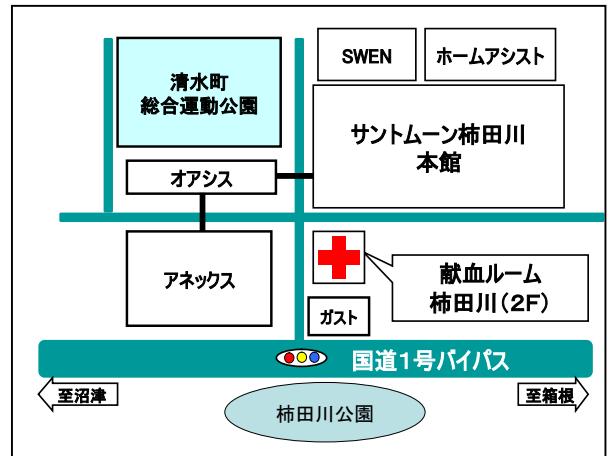 SWEN
ホームアシスト
清水町
総合運動公園
サントムーン柿田川
本館
オアシス
アネックス
献血ルーム
柿田川(2F)
ガスト
国道1号バイパス
至沼津
至箱根
柿田川公園